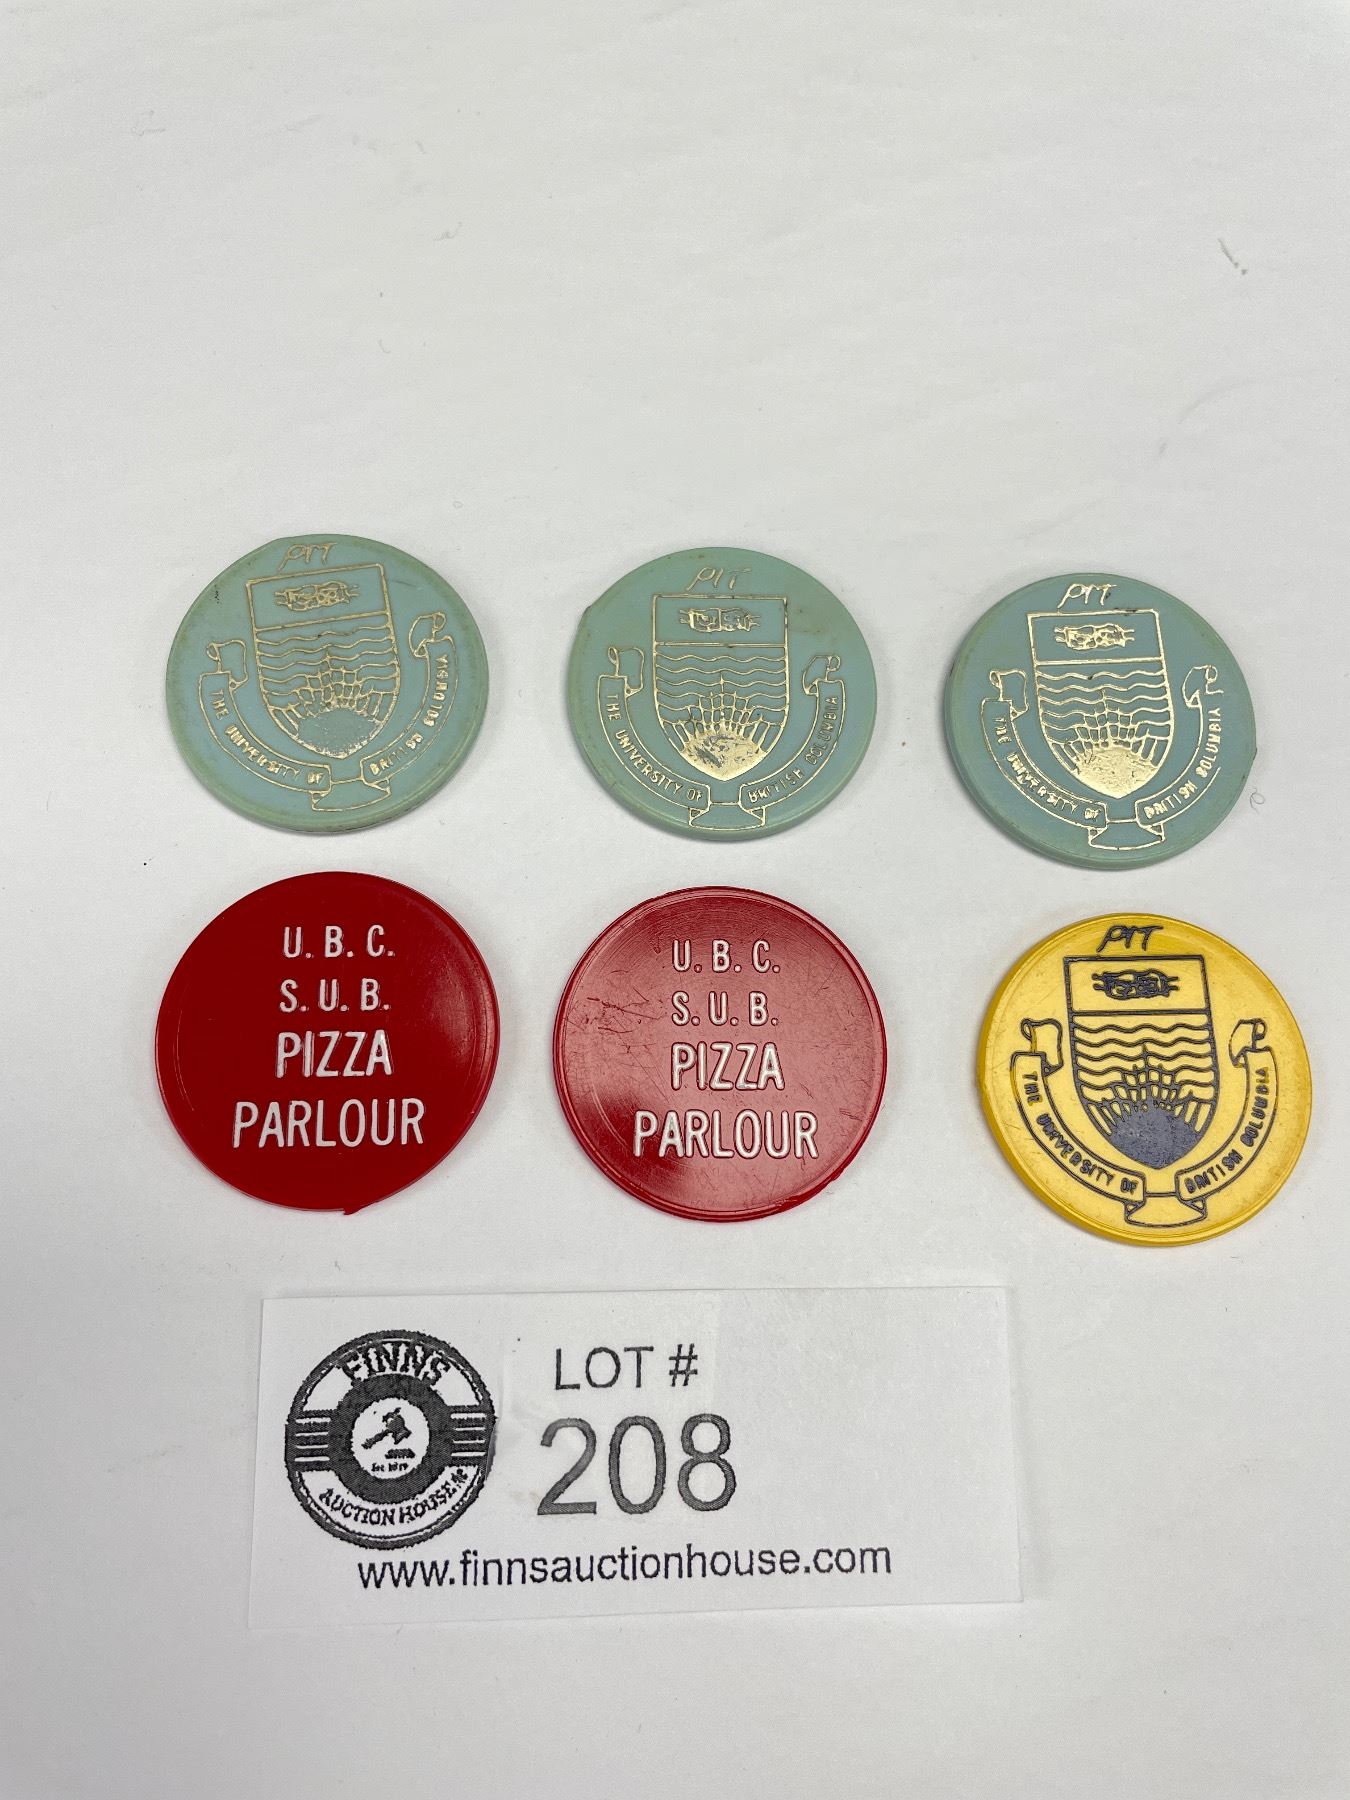 PIT
THE UNIVERSITY OF BRITISH COLUMBIA
PIT
THE UNIVERSITY OF BRITISH COLUMBIA
PIT
THE UNIVERSITY OF BRITISH COLUMBIA
U. B. C.
S. U. B.
PIZZA
PARLOUR
U. B. C.
S. U. B.
PIZZA
PARLOUR
PIT
THE UNIVERSITY OF BRITISH COLUMBIA
FINNS
AUCTION HOUSE
LOT #
208
www.finnsauctionhouse.com